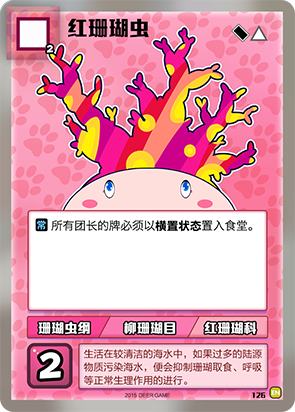 红珊瑚虫
2
常 所有团长的牌必须以横置状态置入食堂。
珊瑚虫纲 / 柳珊瑚目 / 红珊瑚科
2
生活在较清洁的海水中，如果过多的陆源
物质污染海水，便会抑制珊瑚取食、呼吸
等正常生理作用的进行。
2015 DEER GAME
126